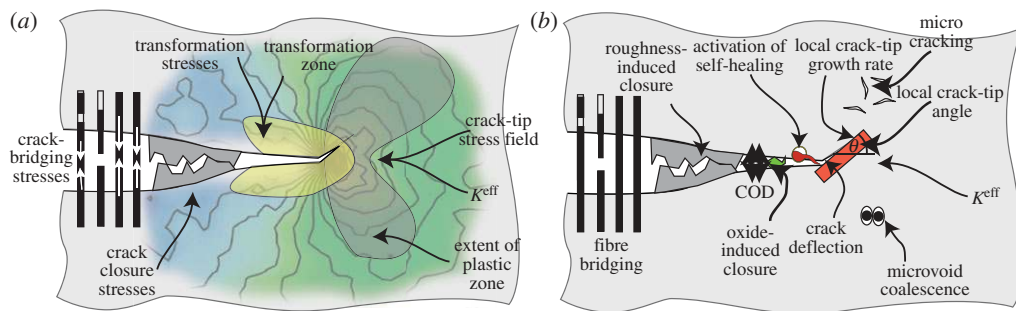 (a)
transformation
stresses
transformation
zone
crack-
bridging
stresses
crack-tip
stress field
K^eff
crack
closure
stresses
extent of
plastic
zone
(b)
roughness-
induced
closure
activation of
self-healing
local crack-tip
growth rate
micro
cracking
local crack-tip
angle
θ
K^eff
COD
fibre
bridging
oxide-
induced
closure
crack
deflection
microvoid
coalescence